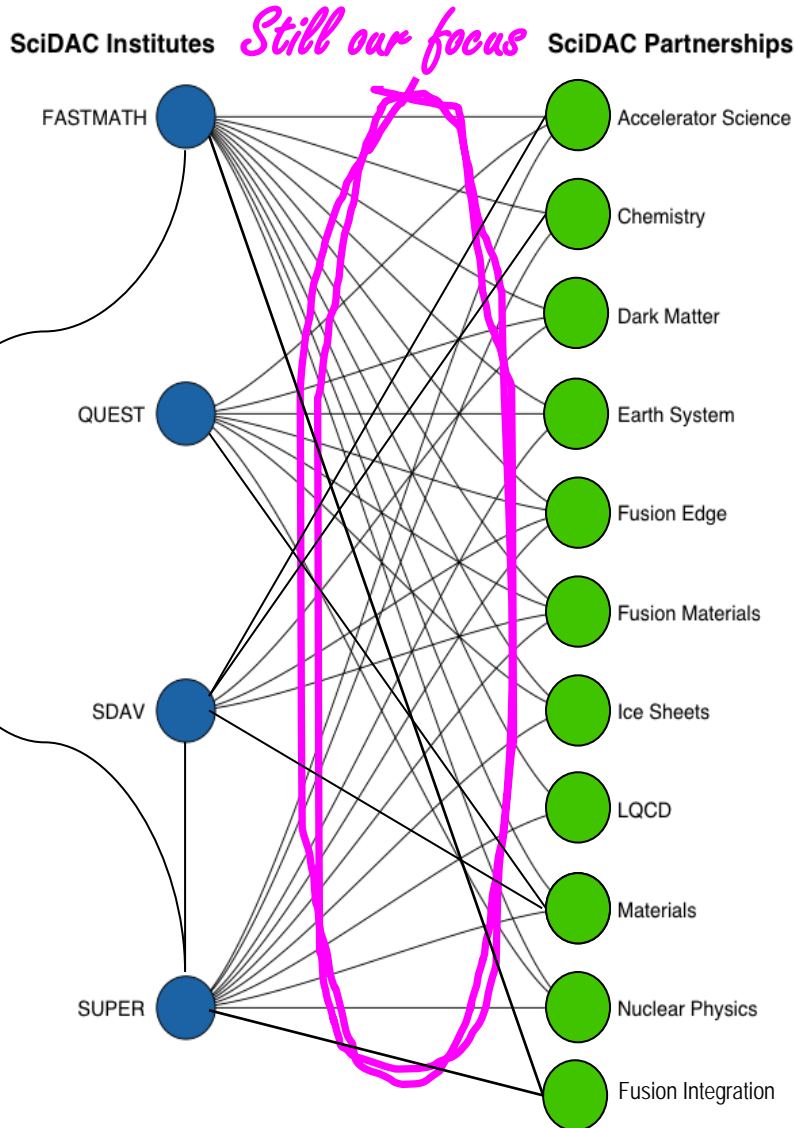 SciDAC Institutes
Still our focus
SciDAC Partnerships
FASTMATH
QUEST
SDAV
SUPER
Accelerator Science
Chemistry
Dark Matter
Earth System
Fusion Edge
Fusion Materials
Ice Sheets
LQCD
Materials
Nuclear Physics
Fusion Integration